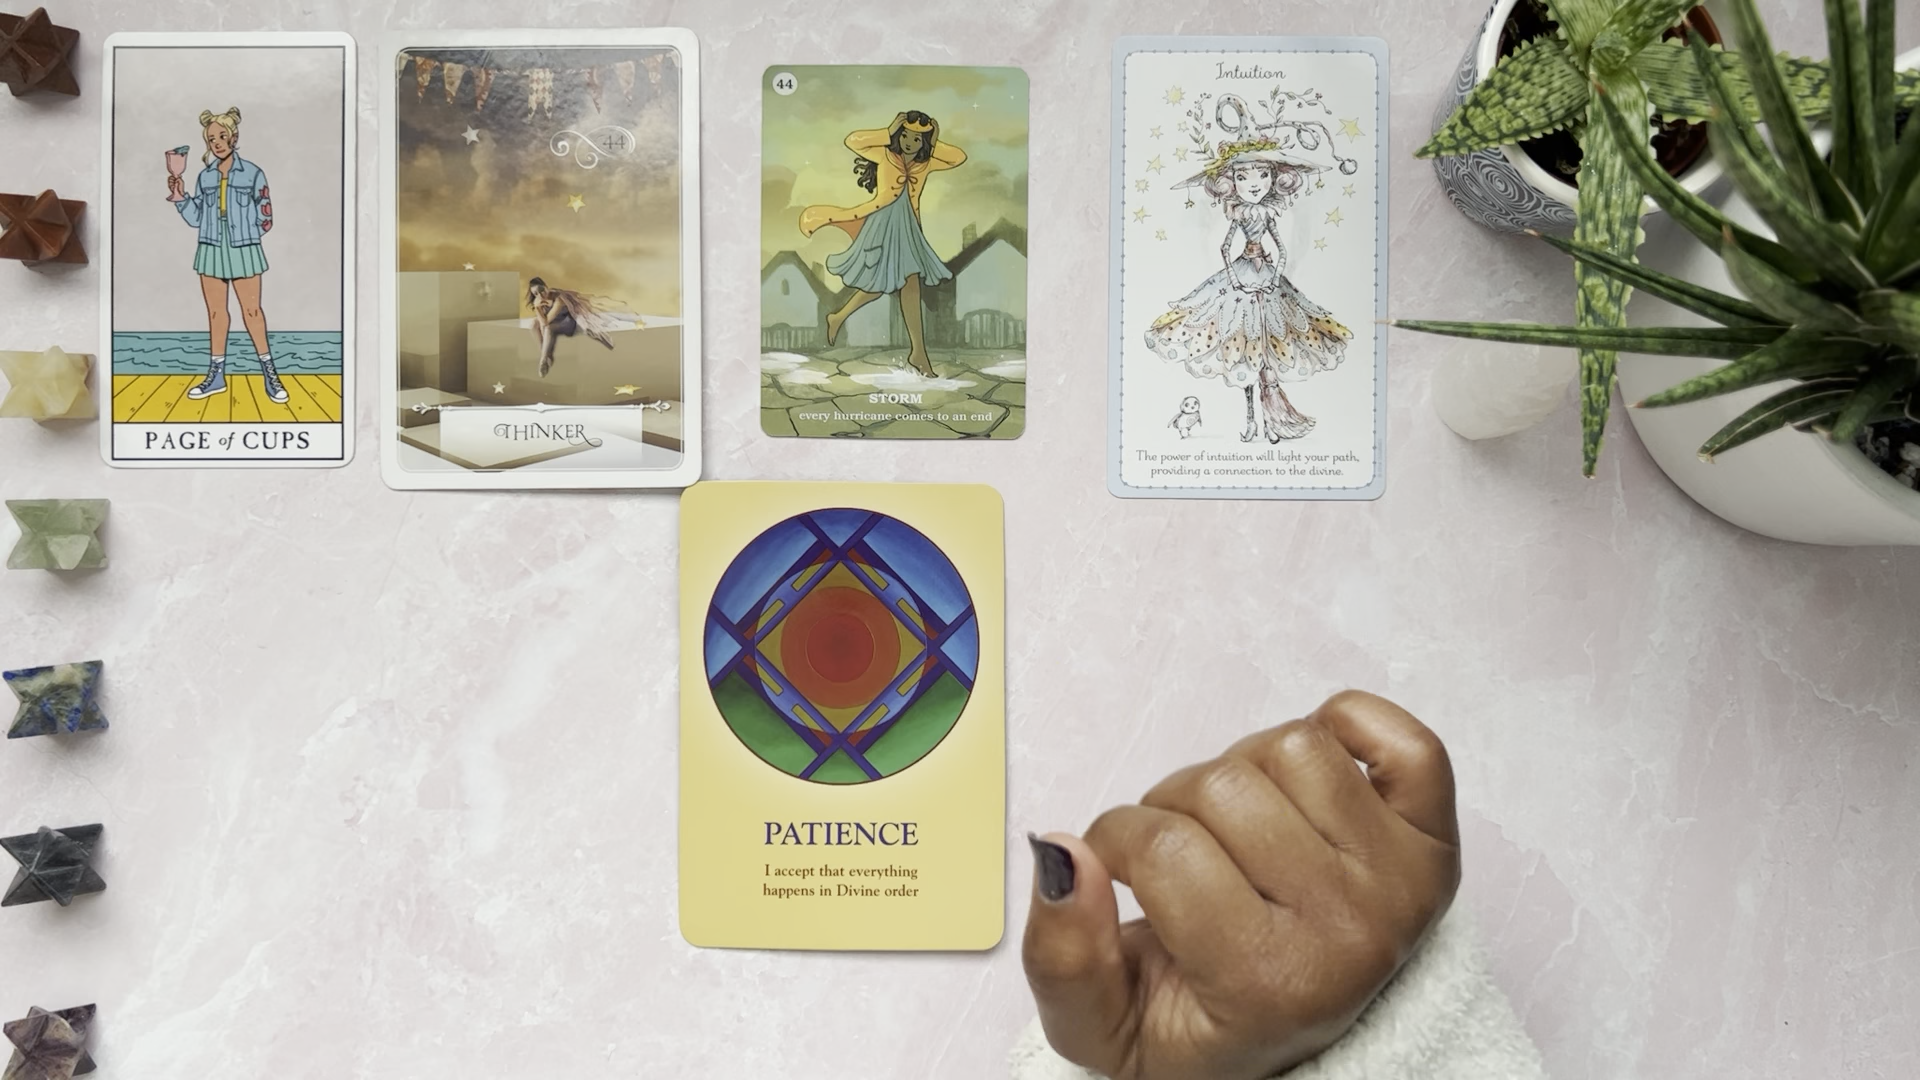 PAGE of CUPS
44
THINKER
44
STORM
every hurricane comes to an end
Intuition
The power of intuition will light your path,
providing a connection to the divine.
PATIENCE
I accept that everything
happens in Divine order